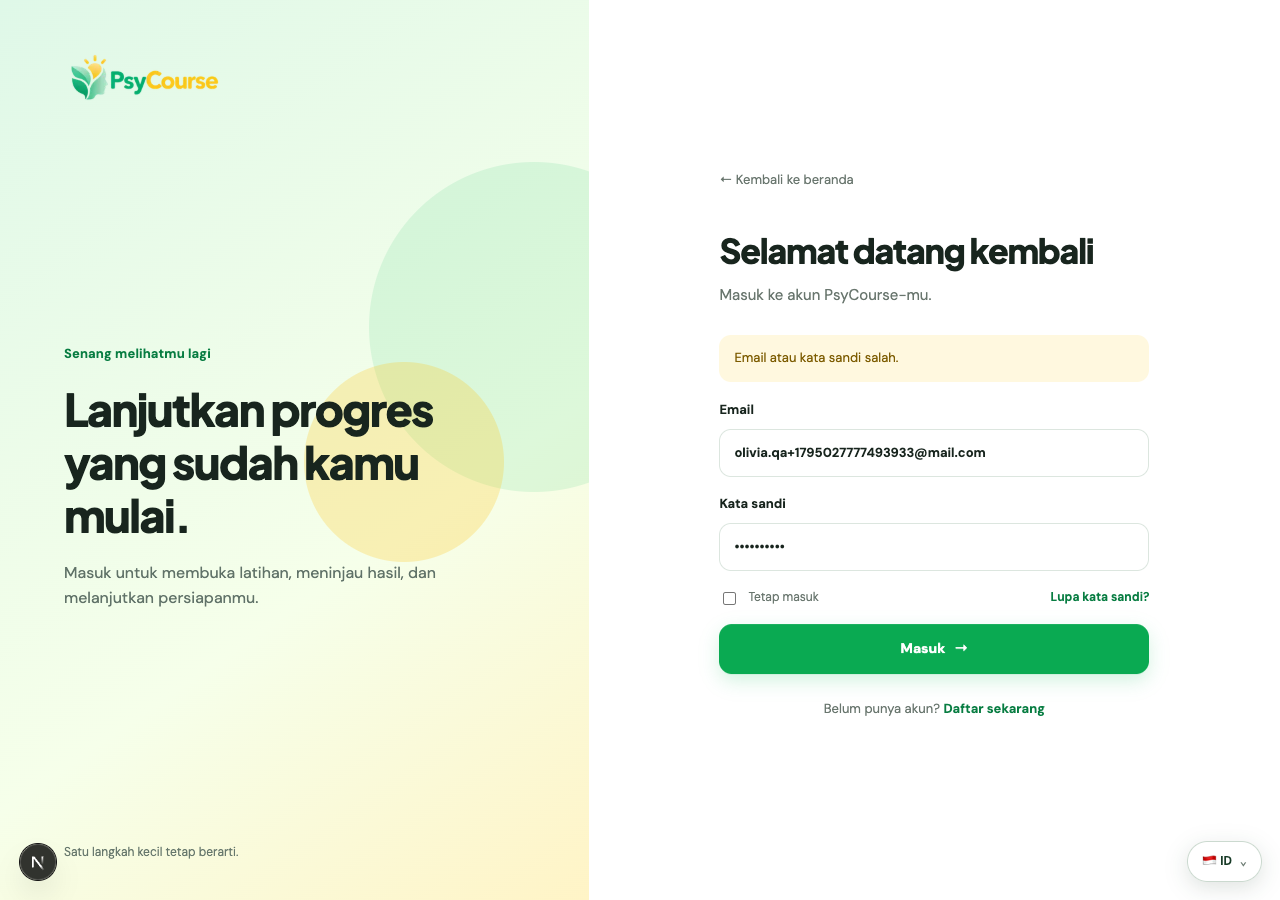 PsyCourse
Senang melihatmu lagi
Lanjutkan progres
yang sudah kamu
mulai.
Masuk untuk membuka latihan, meninjau hasil, dan
melanjutkan persiapanmu.
Satu langkah kecil tetap berarti.
N
← Kembali ke beranda
Selamat datang kembali
Masuk ke akun PsyCourse-mu.
Email atau kata sandi salah.
Email
olivia.qa+1795027777493933@mail.com
Kata sandi
••••••••••
Tetap masuk
Lupa kata sandi?
Masuk →
Belum punya akun? Daftar sekarang
ID